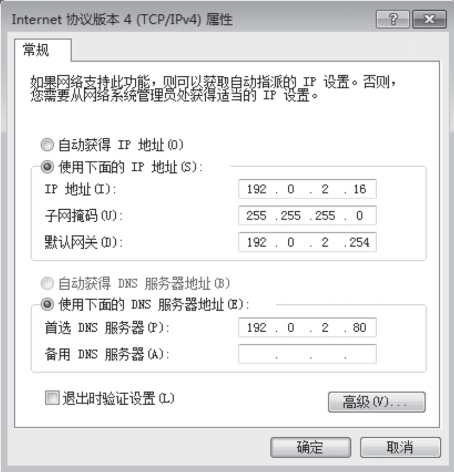 Internet 协议版本 4 (TCP/IPv4) 属性
常规
如果网络支持此功能，则可以获取自动指派的 IP 设置。否则，
您需要从网络系统管理员处获得适当的 IP 设置。
自动获得 IP 地址(O)
使用下面的 IP 地址(S):
IP 地址(I): 192 . 0 . 2 . 16
子网掩码(U): 255 .255 .255 . 0
默认网关(D): 192 . 0 . 2 .254
自动获得 DNS 服务器地址(B)
使用下面的 DNS 服务器地址(E):
首选 DNS 服务器(P): 192 . 0 . 2 . 80
备用 DNS 服务器(A): . . .
退出时验证设置(L)
高级(V)...
确定 取消